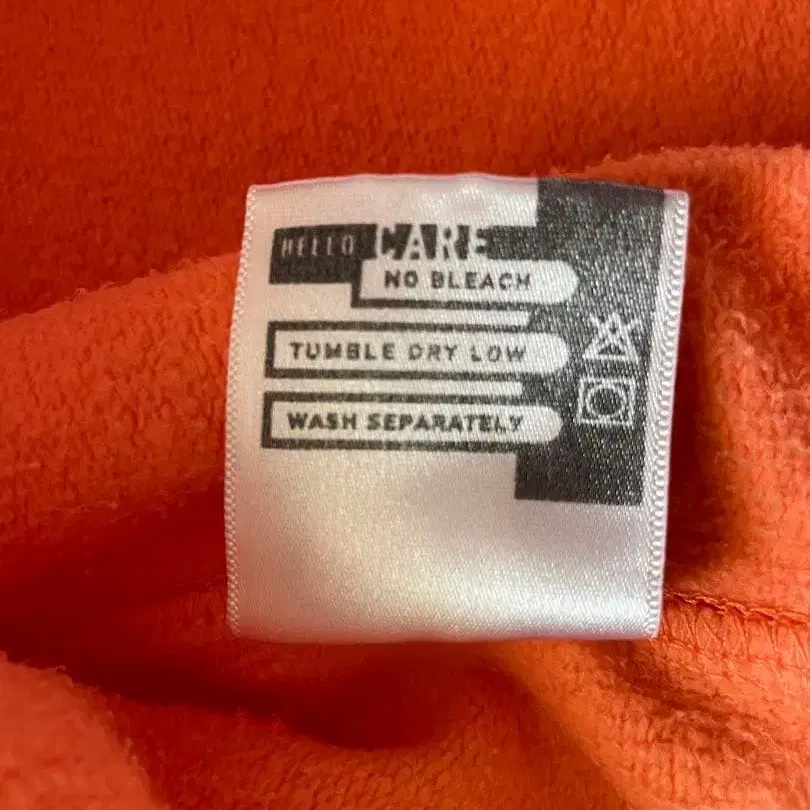 HELLO CARE
NO BLEACH
TUMBLE DRY LOW
WASH SEPARATELY